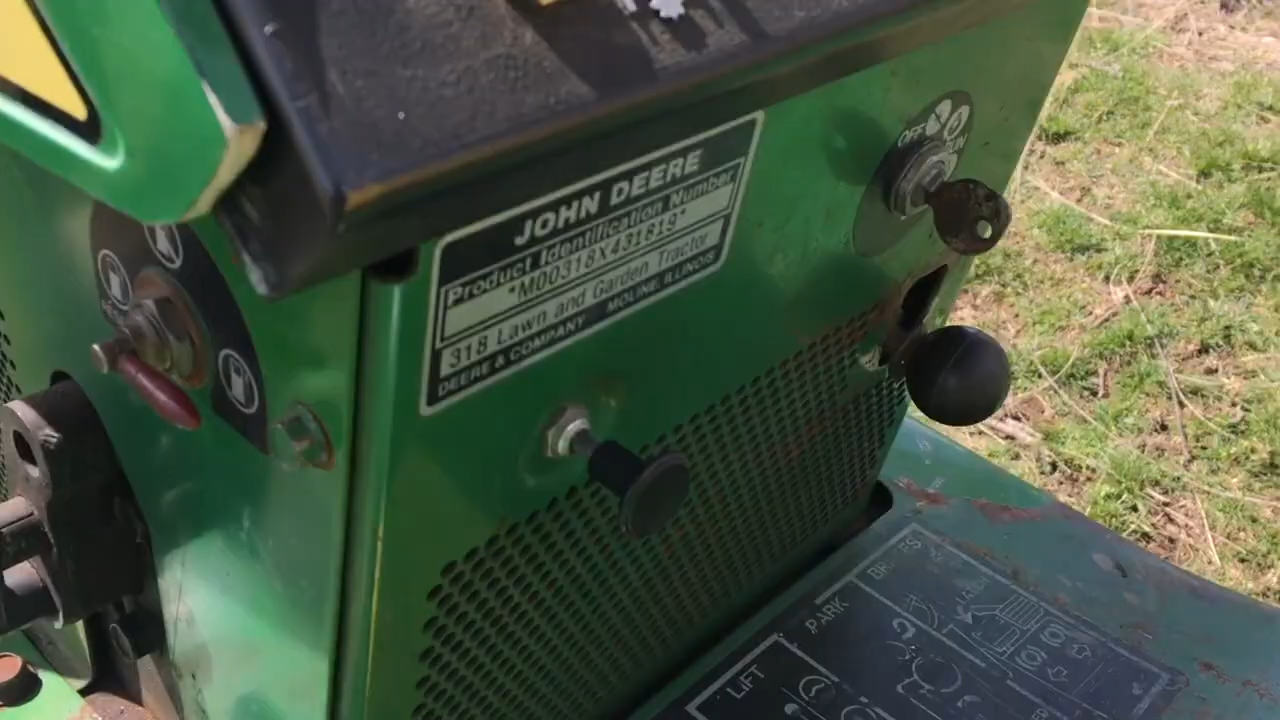 JOHN DEERE
Product Identification Number
*M00318X431819*
318 Lawn and Garden Tractor
DEERE & COMPANY MOLINE, ILLINOIS
OFF
RUN
BRAKES
PARK
LIFT